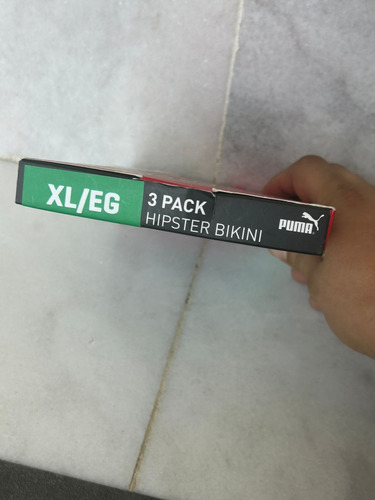 XL/EG
3 PACK
HIPSTER BIKINI
PUMA